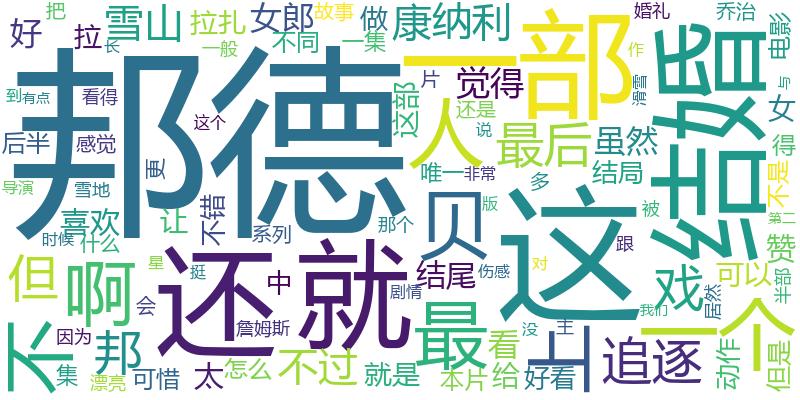 把
雪山
好
拉
拉扎
一般
女郎
不同
故事
一集
做
康纳利
一部
婚礼
乔治
电影
到
有点
看得
邦德
这个
觉得
片
这部
还是
人
说
作
滑雪
结婚
女
与
后半
感觉
更
最后
虽然
得
导演
雪地
唯一
非常
结局
不是
喜欢
让
不错
系列
那个
贝
多
版
这
被
第二
时候
什么
但
啊
星
挺
还
就
中
结尾
伤感
对
跟
戏
赞
可以
半部
居然
一个
不
因为
会
詹姆斯
剧情
最
没
主
上
追逐
我们
动作
但是
邦
集
漂亮
可惜
太
怎么
不过
就是
本片
看
给
好看
长